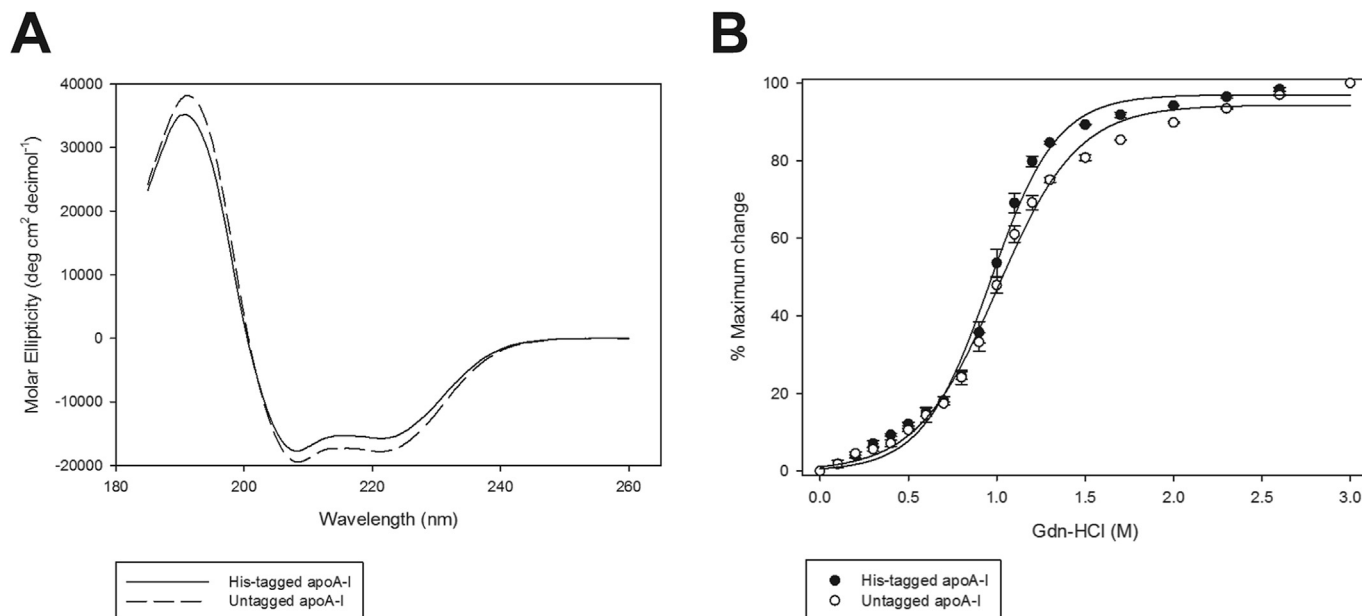 A
B
Molar Ellipticity (deg cm² decimol⁻¹)
40000
30000
20000
10000
0
-10000
-20000
180
200
220
240
260
Wavelength (nm)
His-tagged apoA-I
Untagged apoA-I
% Maximum change
100
80
60
40
20
0
0.0
0.5
1.0
1.5
2.0
2.5
3.0
Gdn-HCl (M)
His-tagged apoA-I
Untagged apoA-I